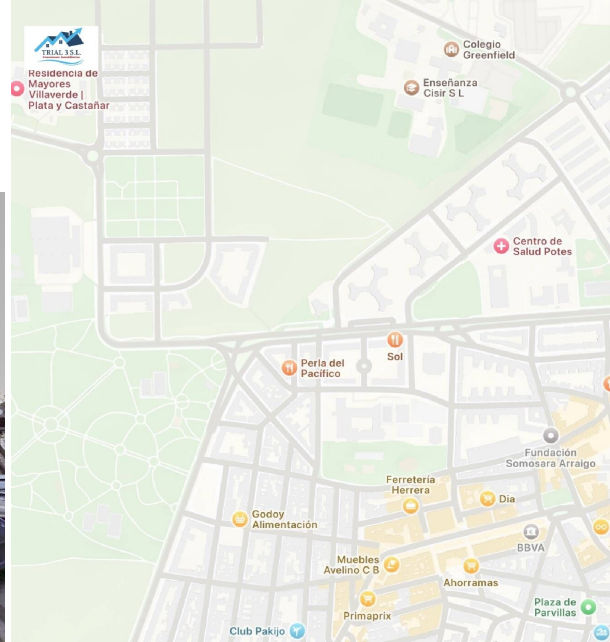 TRIAL 3 S.L.
Residencia de
Mayores
Villaverde |
Plata y Castañar
Colegio
Greenfield
Enseñanza
Cisir S L
Centro de
Salud Potes
Sol
Perla del
Pacífico
Fundación
Somosara Arraigo
Ferretería
Herrera
Dia
Godoy
Alimentación
BBVA
Muebles
Avelino C B
Ahorramas
Primaprix
Plaza de
Parvillas
Club Pakijo